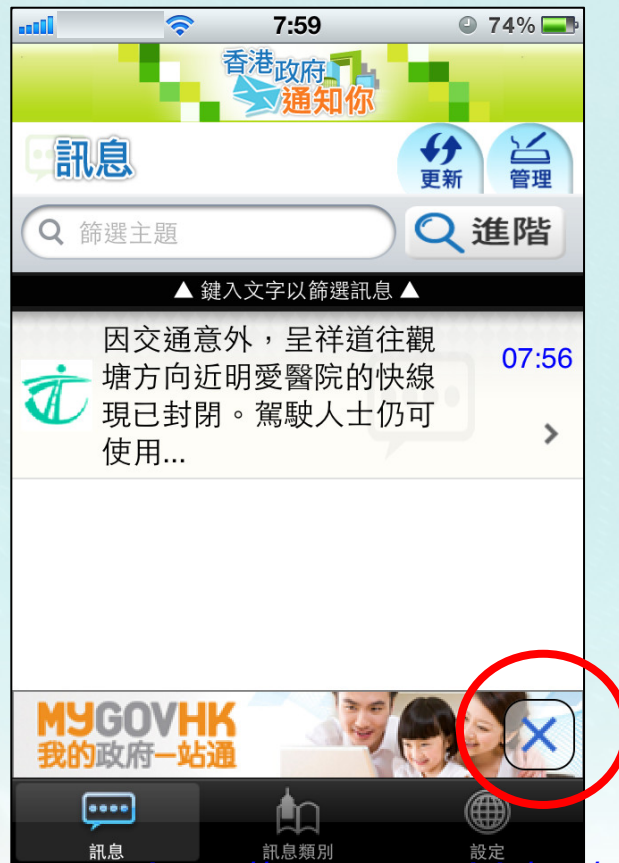 7:59
74%
香港政府
通知你
訊息
更新
管理
篩選主題
進階
▲ 鍵入文字以篩選訊息 ▲
因交通意外，呈祥道往觀
塘方向近明愛醫院的快線
現已封閉。駕駛人士仍可
使用...
07:56
MYGOVHK
我的政府一站通
訊息
訊息類別
設定